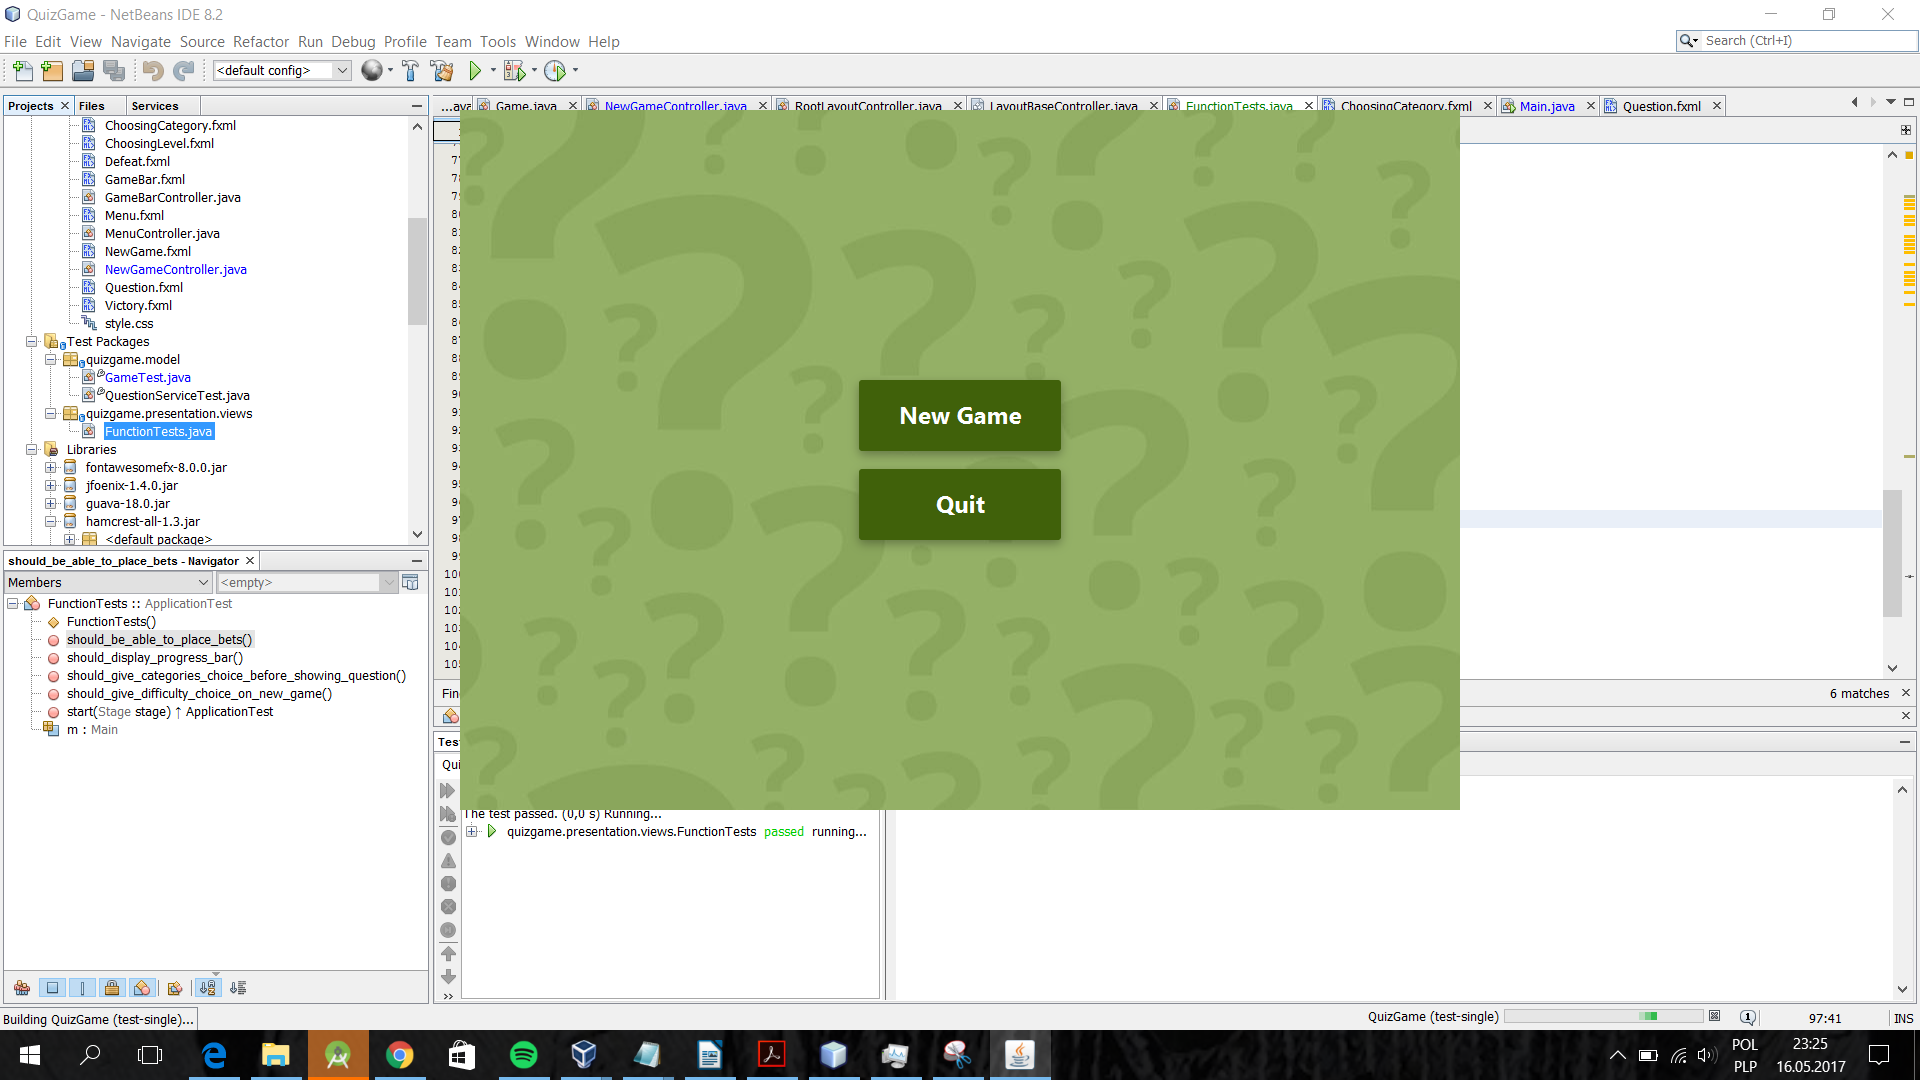 QuizGame - NetBeans IDE 8.2
File Edit View Navigate Source Refactor Run Debug Profile Team Tools Window Help
Search (Ctrl+I)
<default config>
Projects Files Services
...ava Game.java NewGameController.java RootLayoutController.java LayoutBaseController.java FunctionTests.java ChoosingCategory.fxml Main.java Question.fxml
ChoosingCategory.fxml
ChoosingLevel.fxml
Defeat.fxml
GameBar.fxml
GameBarController.java
Menu.fxml
MenuController.java
NewGame.fxml
NewGameController.java
Question.fxml
Victory.fxml
style.css
Test Packages
quizgame.model
GameTest.java
QuestionServiceTest.java
quizgame.presentation.views
FunctionTests.java
Libraries
fontawesomefx-8.0.0.jar
jfoenix-1.4.0.jar
guava-18.0.jar
hamcrest-all-1.3.jar
<default package>
New Game
Quit
should_be_able_to_place_bets - Navigator
Members
<empty>
FunctionTests :: ApplicationTest
FunctionTests()
should_be_able_to_place_bets()
should_display_progress_bar()
should_give_categories_choice_before_showing_question()
should_give_difficulty_choice_on_new_game()
start(Stage stage) ↑ ApplicationTest
m : Main
6 matches
The test passed. (0,0 s) Running...
quizgame.presentation.views.FunctionTests passed running...
Building QuizGame (test-single)...
QuizGame (test-single)
97:41
INS
POL
PLP
23:25
16.05.2017